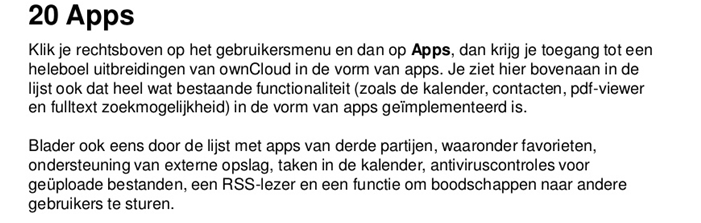 20 Apps
Klik je rechtsboven op het gebruikersmenu en dan op Apps, dan krijg je toegang tot een
heleboel uitbreidingen van ownCloud in de vorm van apps. Je ziet hier bovenaan in de
lijst ook dat heel wat bestaande functionaliteit (zoals de kalender, contacten, pdf-viewer
en fulltext zoekmogelijkheid) in de vorm van apps geïmplementeerd is.
Blader ook eens door de lijst met apps van derde partijen, waaronder favorieten,
ondersteuning van externe opslag, taken in de kalender, antiviruscontroles voor
geüploade bestanden, een RSS-lezer en een functie om boodschappen naar andere
gebruikers te sturen.